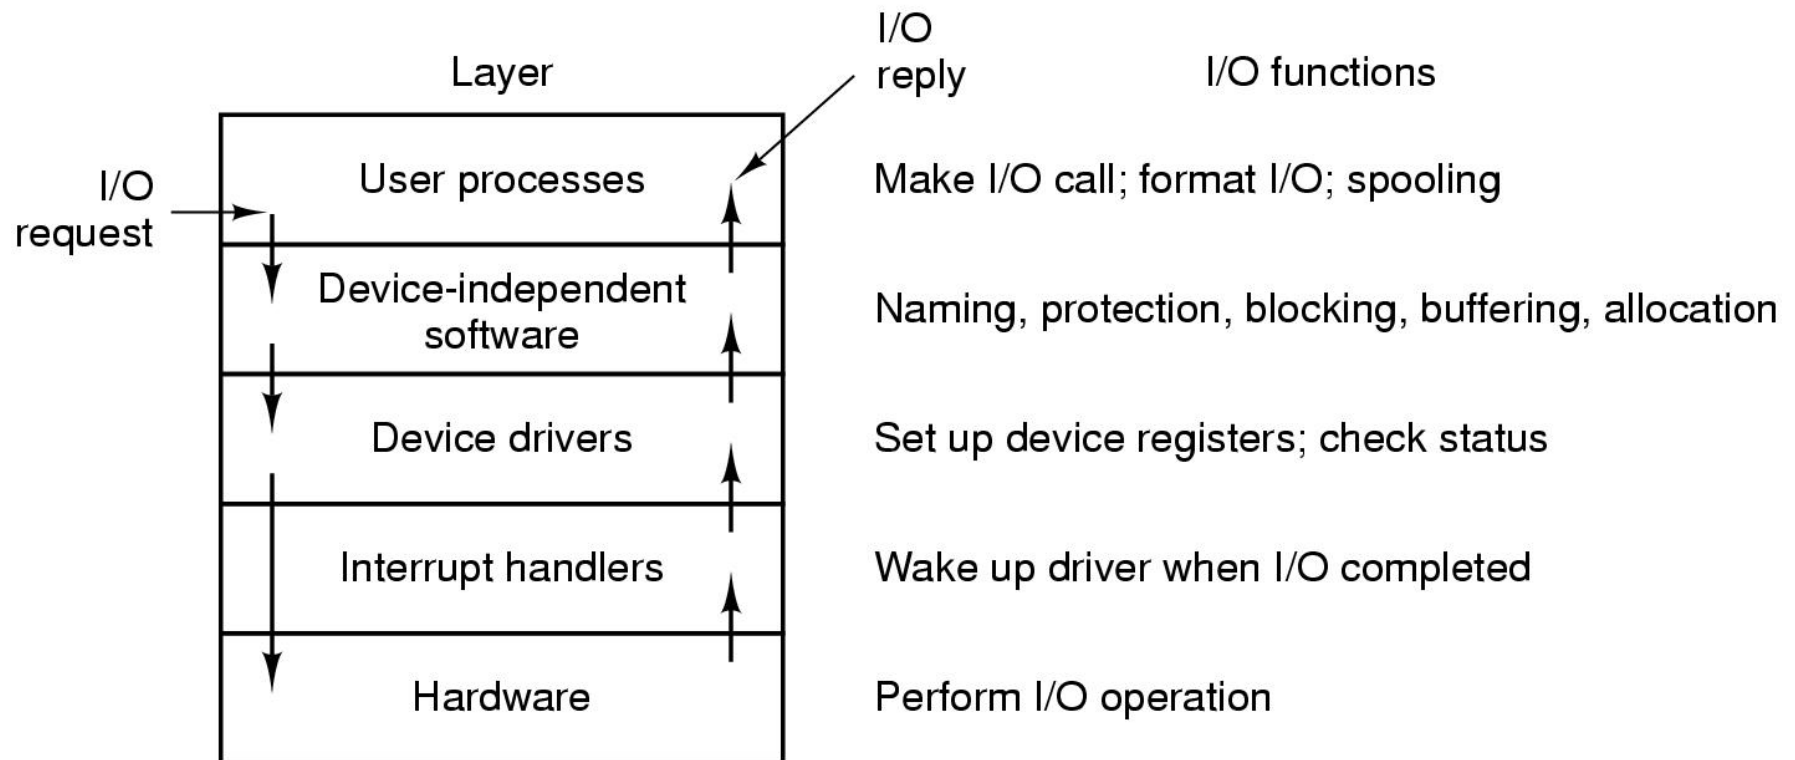 I/O
reply
Layer
I/O functions
User processes
Make I/O call; format I/O; spooling
I/O
request
Device-independent
software
Naming, protection, blocking, buffering, allocation
Device drivers
Set up device registers; check status
Interrupt handlers
Wake up driver when I/O completed
Hardware
Perform I/O operation